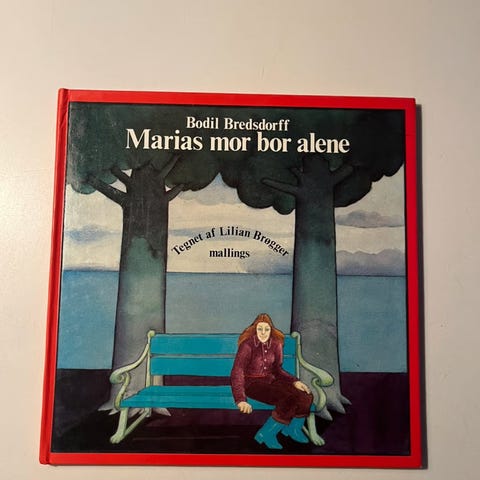 Bodil Bredsdorff
Marias mor bor alene
Tegnet af Lilian Brøgger
mallings